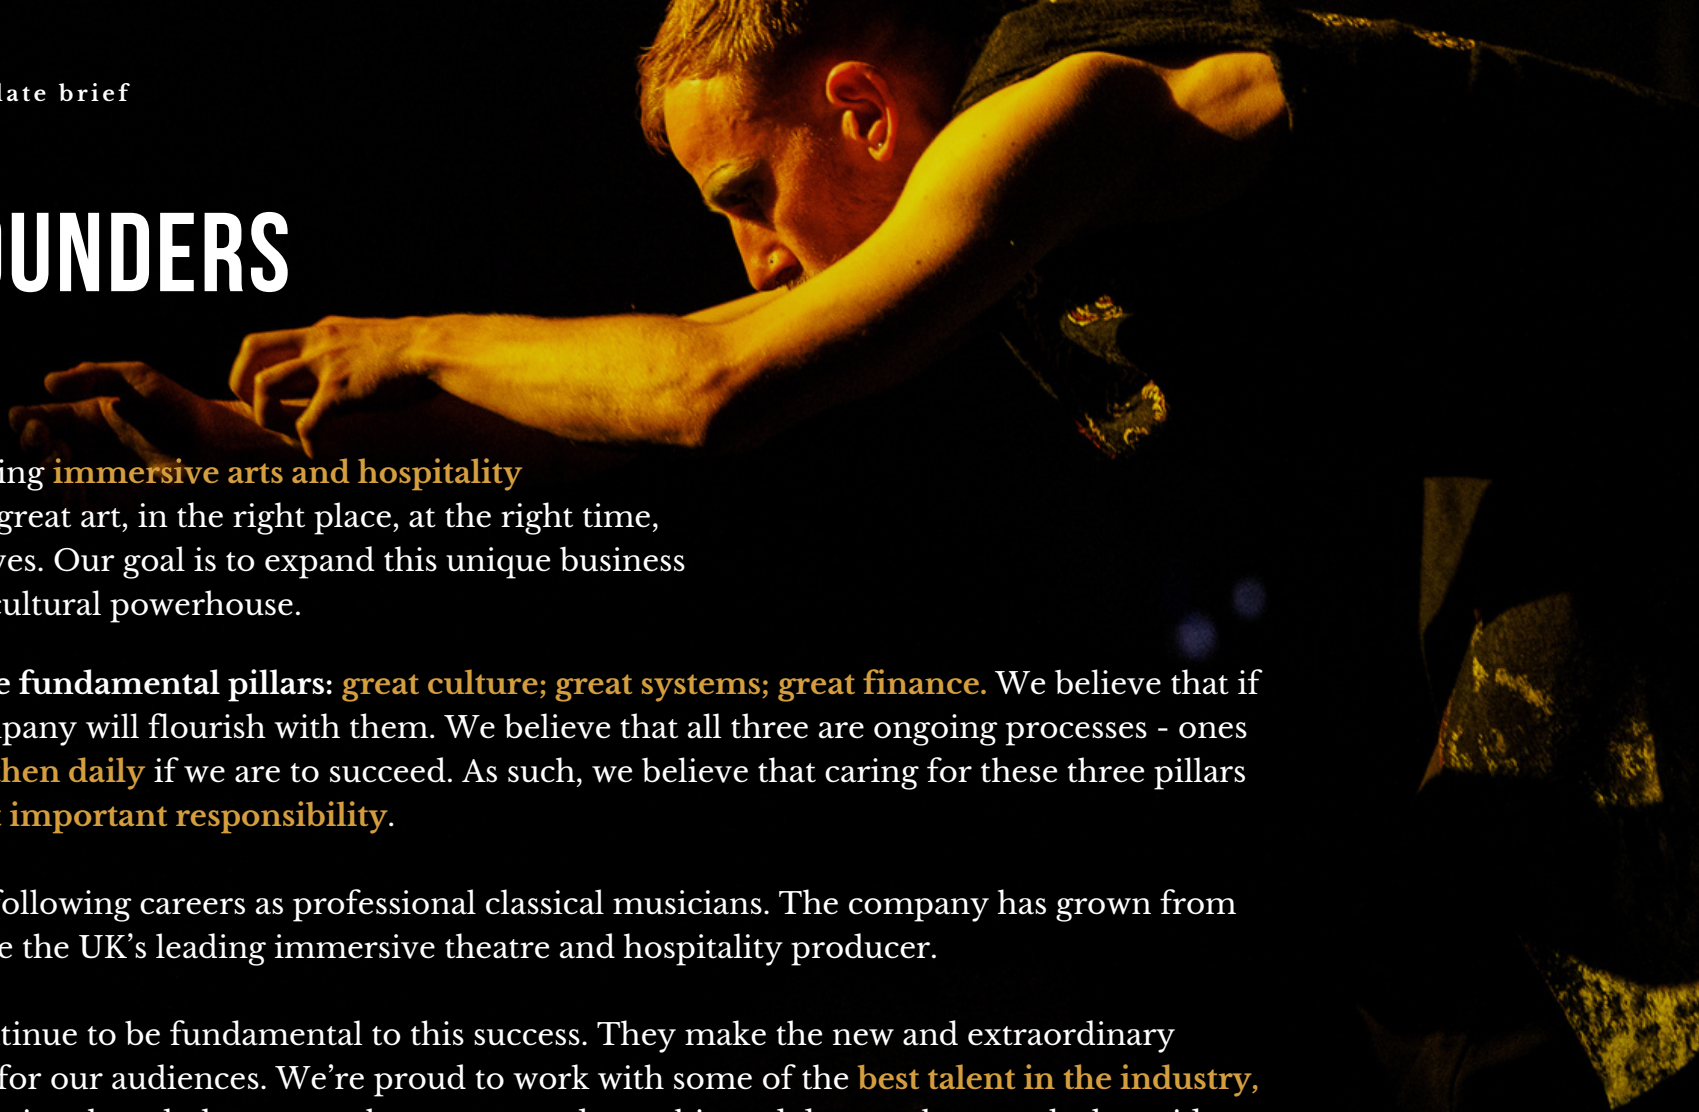 late brief
OUNDERS
ing immersive arts and hospitality
great art, in the right place, at the right time,
ves. Our goal is to expand this unique business
cultural powerhouse.
e fundamental pillars: great culture; great systems; great finance. We believe that if
pany will flourish with them. We believe that all three are ongoing processes - ones
then daily if we are to succeed. As such, we believe that caring for these three pillars
t important responsibility.
following careers as professional classical musicians. The company has grown from
e the UK’s leading immersive theatre and hospitality producer.
tinue to be fundamental to this success. They make the new and extraordinary
for our audiences. We’re proud to work with some of the best talent in the industry,